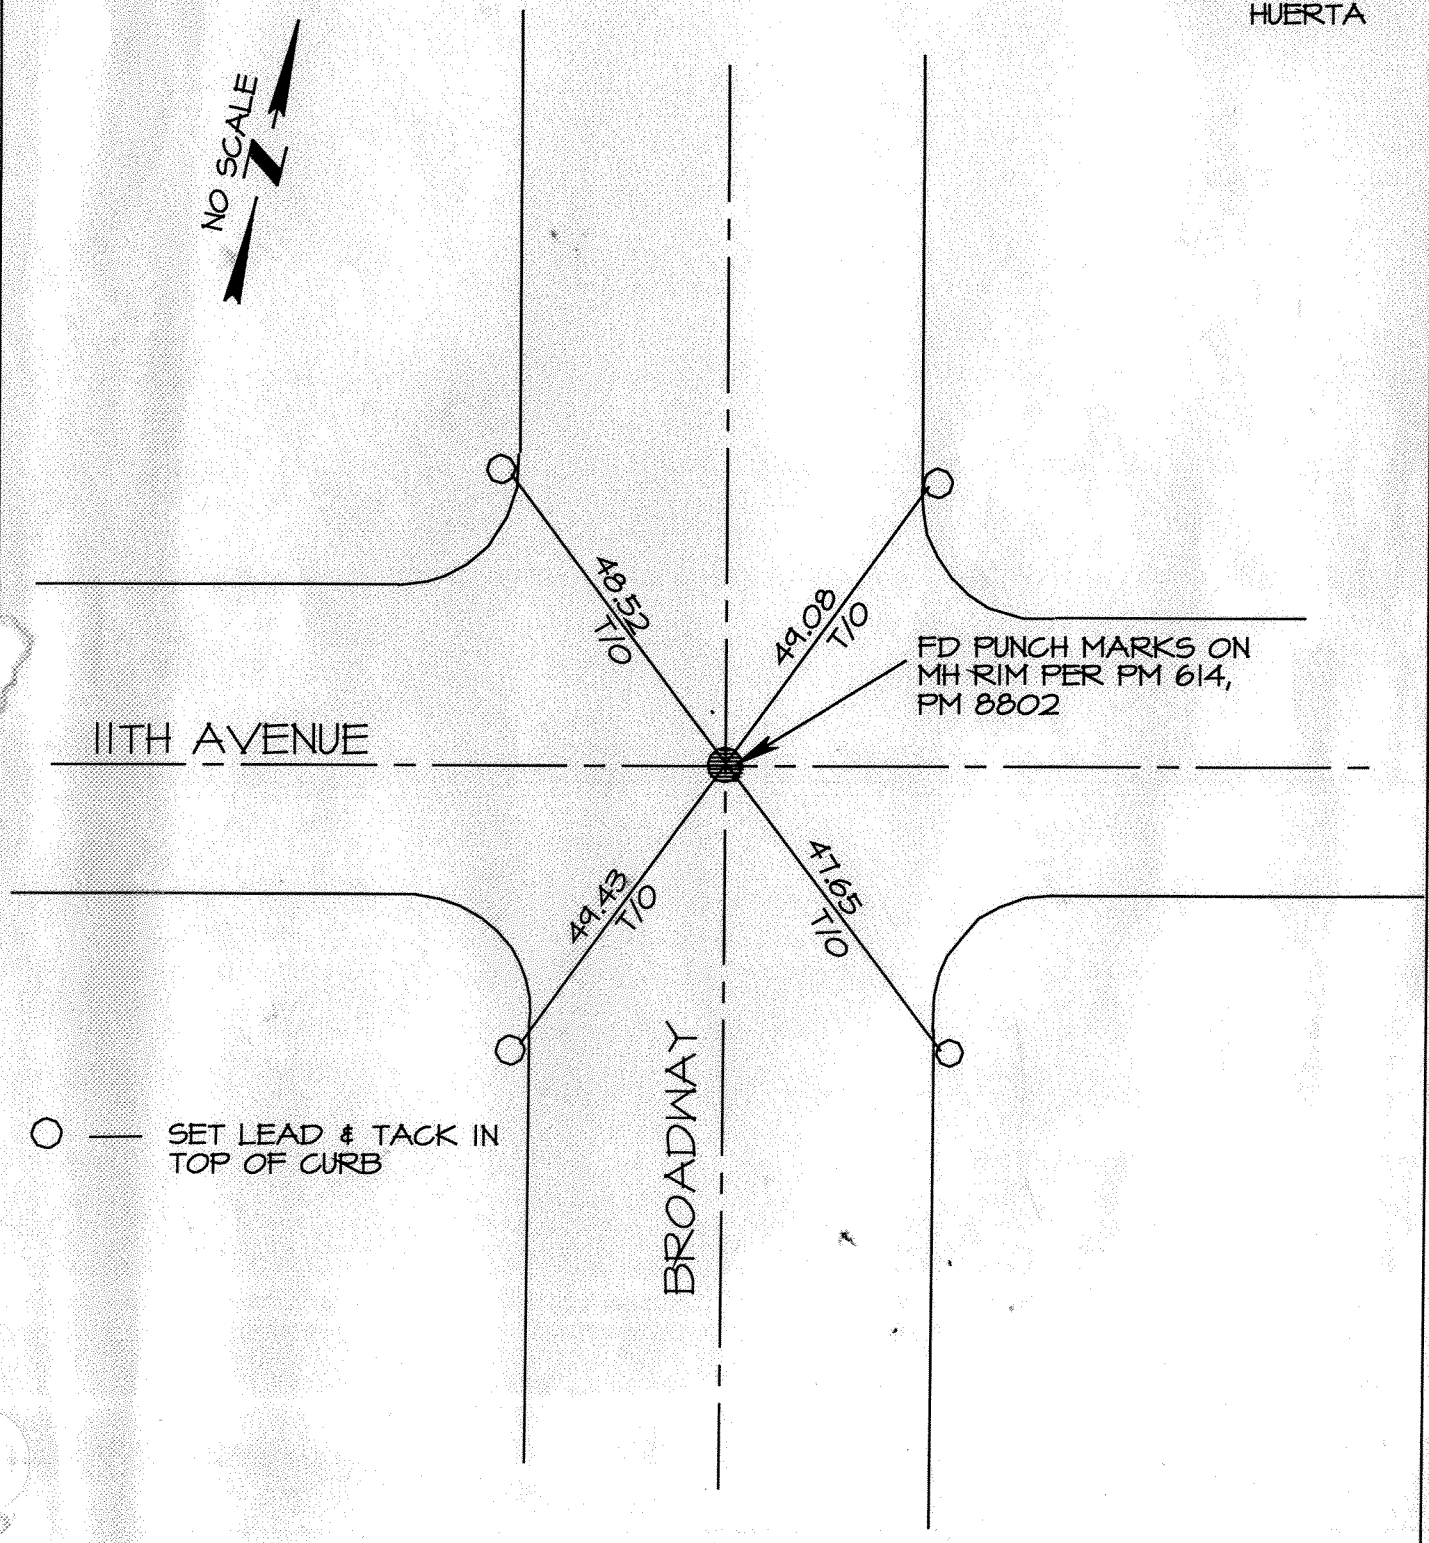 HUERTA
NO SCALE
N
48.52
T/O
49.08
T/O
FD PUNCH MARKS ON
MH RIM PER PM 614,
PM 8802
11TH AVENUE
49.43
T/O
47.65
T/O
BROADWAY
SET LEAD & TACK IN
TOP OF CURB